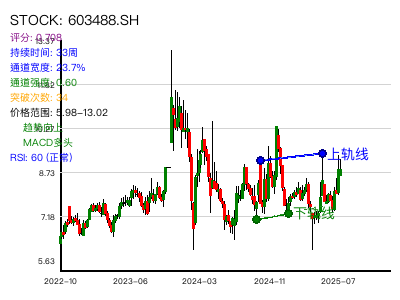 STOCK: 603488.SH
评分: 0.708
持续时间: 33周
通道宽度: 23.7%
通道强度: 0.60
突破次数: 34
价格范围: 5.98-13.02
趋势向上
MACD多头
RSI: 60 (正常)
上轨线
下轨线
8.73
7.18
5.63
2022-10
2023-06
2024-03
2024-11
2025-07